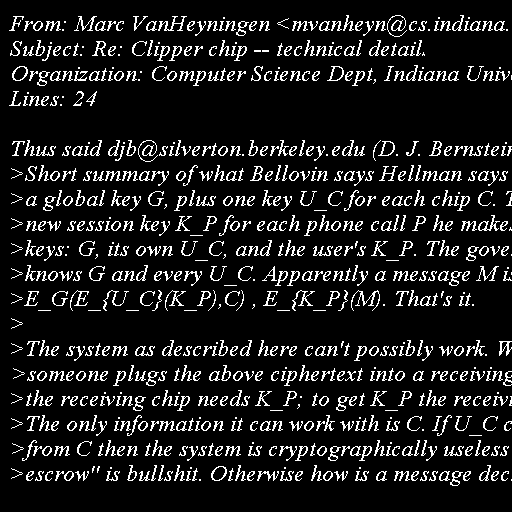 From: Marc VanHeyningen <mvanheyn@cs.indiana.
Subject: Re: Clipper chip -- technical detail.
Organization: Computer Science Dept, Indiana Univ
Lines: 24

Thus said djb@silverton.berkeley.edu (D. J. Bernstein
>Short summary of what Bellovin says Hellman says
>a global key G, plus one key U_C for each chip C. T
>new session key K_P for each phone call P he makes
>keys: G, its own U_C, and the user's K_P. The gove
>knows G and every U_C. Apparently a message M is
>E_G(E_{U_C}(K_P),C) , E_{K_P}(M). That's it.
>
>The system as described here can't possibly work. W
>someone plugs the above ciphertext into a receiving
>the receiving chip needs K_P; to get K_P the receivi
>The only information it can work with is C. If U_C c
>from C then the system is cryptographically useless
>escrow" is bullshit. Otherwise how is a message dec